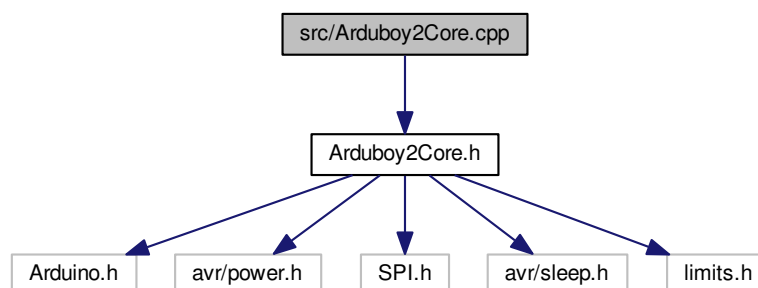 src/Arduboy2Core.cpp
Arduboy2Core.h
Arduino.h avr/power.h SPI.h avr/sleep.h limits.h